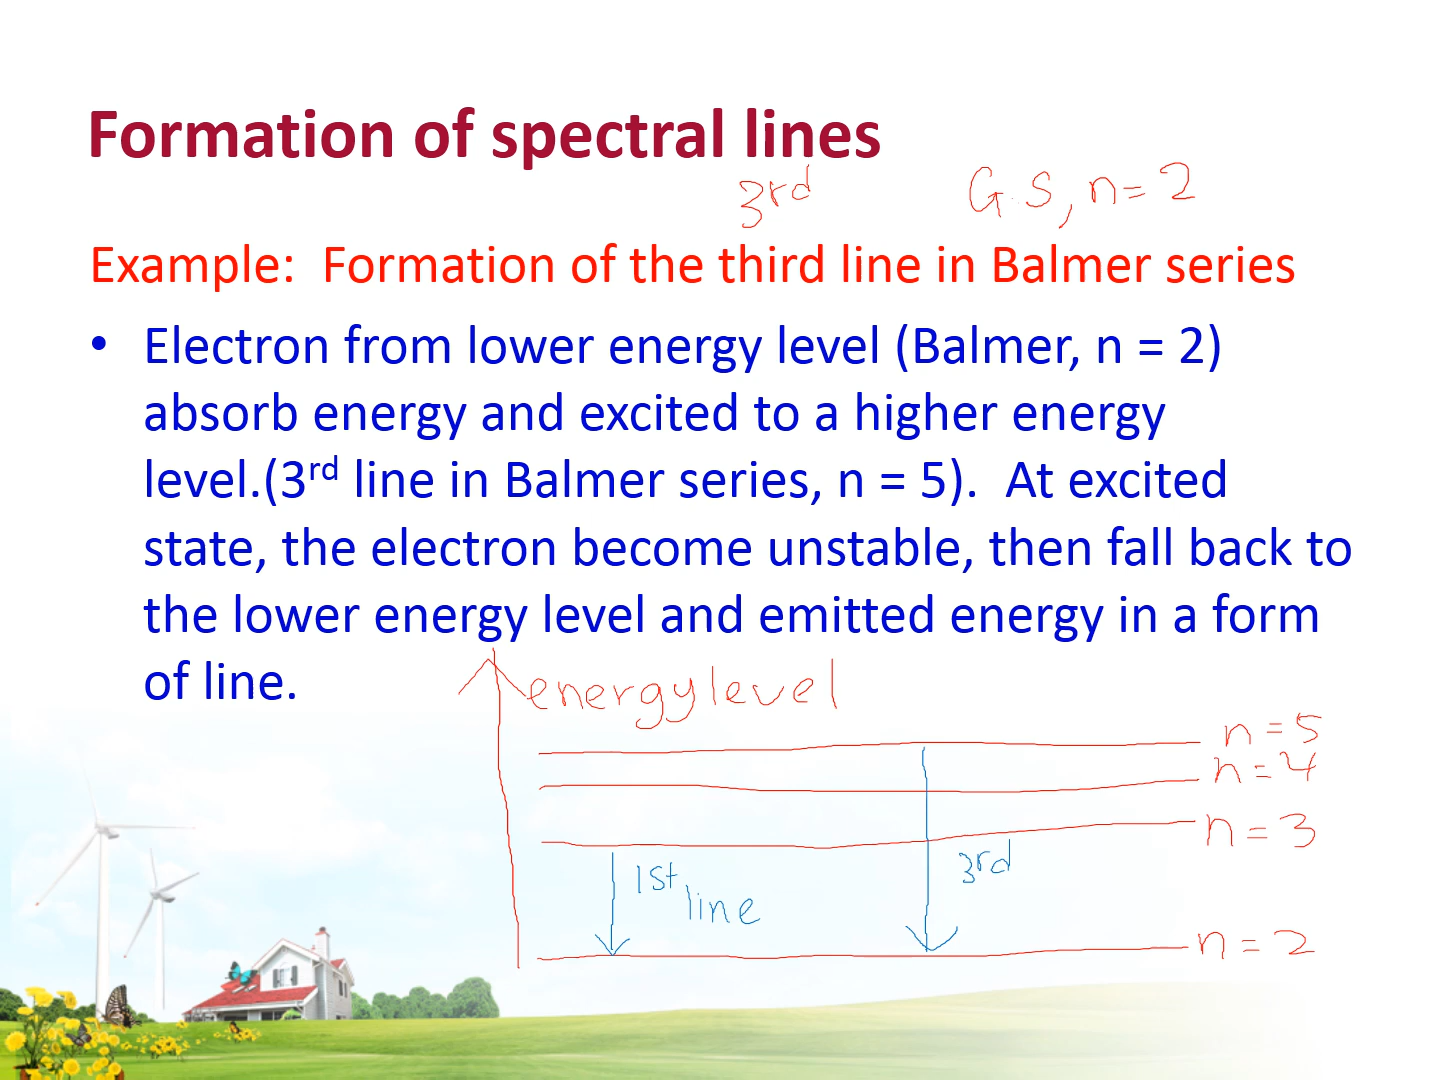 Formation of spectral lines
3rd
G.S, n = 2
Example: Formation of the third line in Balmer series
• Electron from lower energy level (Balmer, n = 2)
absorb energy and excited to a higher energy
level.(3rd line in Balmer series, n = 5). At excited
state, the electron become unstable, then fall back to
the lower energy level and emitted energy in a form
of line.
energy level
n = 5
n = 4
n = 3
1st line
3rd
n = 2